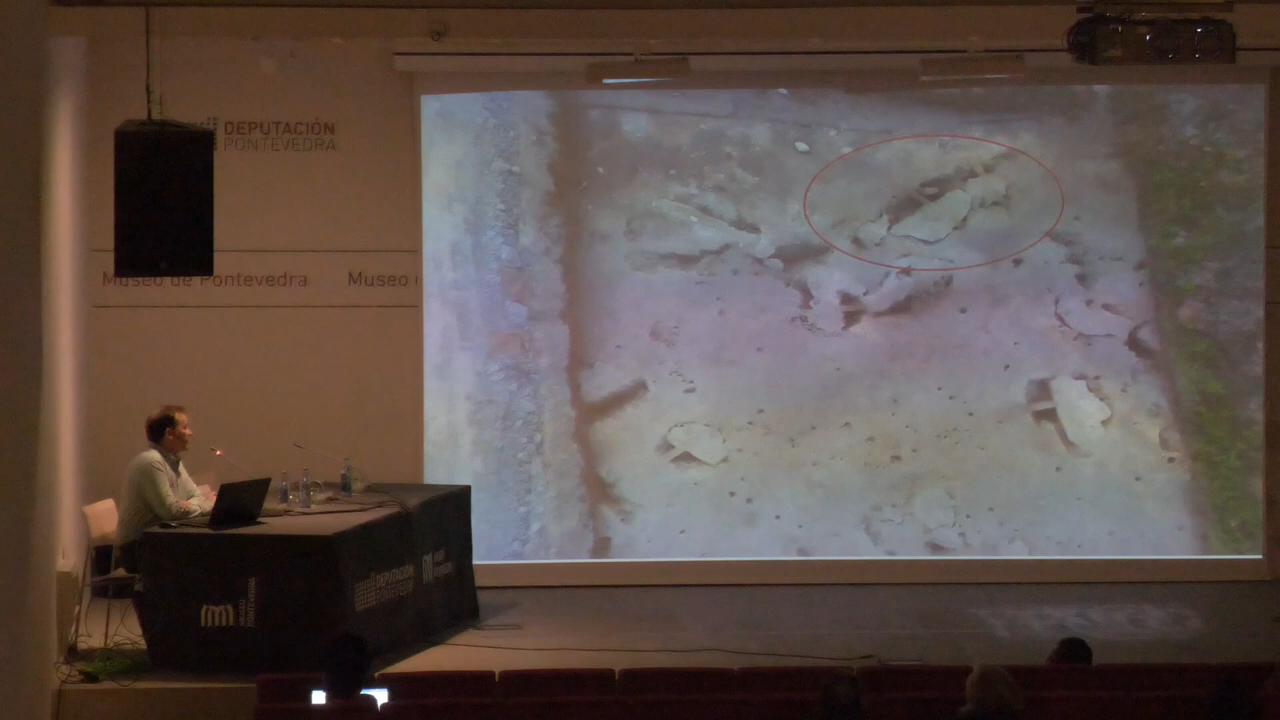 DEPUTACIÓN
PONTEVEDRA
Museo de Pontevedra Museo
DEPUTACIÓN
PONTEVEDRA